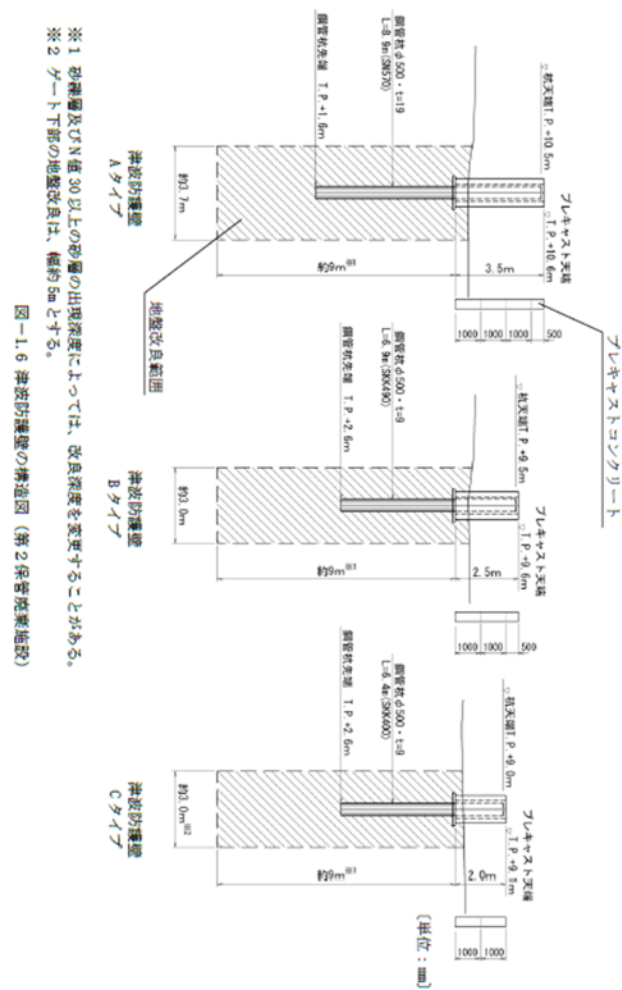 プレキャストコンクリート
プレキャスト天端
▽T.P.+10.6m
▽杭天端T.P.+10.5m
鋼管杭φ500・t=19
L=8.9m(SM570)
鋼管杭先端 T.P.+1.6m
3.5m
約9m※1
約3.7m
1000 1000 1000 500
地盤改良範囲
津波防護壁
Aタイプ
プレキャスト天端
▽T.P.+9.6m
▽杭天端T.P.+9.5m
鋼管杭φ500・t=9
L=6.9m(SKK490)
鋼管杭先端 T.P.+2.6m
2.5m
約9m※1
約3.0m
1000 1000 500
津波防護壁
Bタイプ
プレキャスト天端
▽T.P.+9.1m
▽杭天端T.P.+9.0m
鋼管杭φ500・t=9
L=6.4m(SKK400)
鋼管杭先端 T.P.+2.6m
2.0m
約9m※1
約3.0m※2
1000 1000
津波防護壁
Cタイプ
[単位:mm]
※1 砂礫層及びN値30以上の砂層の出現深度によっては、改良深度を変更することがある。
※2 ゲート下部の地盤改良は、幅約5mとする。
図-1.6 津波防護壁の構造図(第2保管廃棄施設)